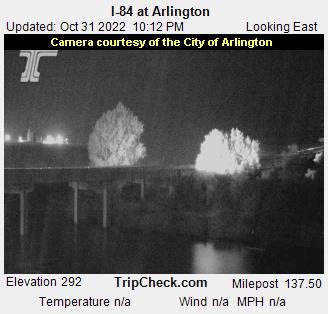 I-84 at Arlington
Updated: Oct 31 2022 10:12 PM Looking East
Camera courtesy of the City of Arlington
Elevation 292 TripCheck.com Milepost 137.50
Temperature n/a Wind n/a MPH n/a